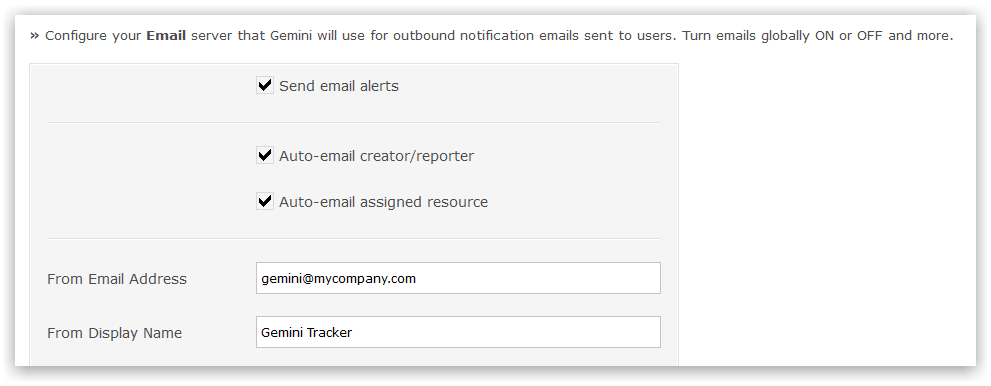 » Configure your Email server that Gemini will use for outbound notification emails sent to users. Turn emails globally ON or OFF and more.
Send email alerts
Auto-email creator/reporter
Auto-email assigned resource
From Email Address gemini@mycompany.com
From Display Name Gemini Tracker